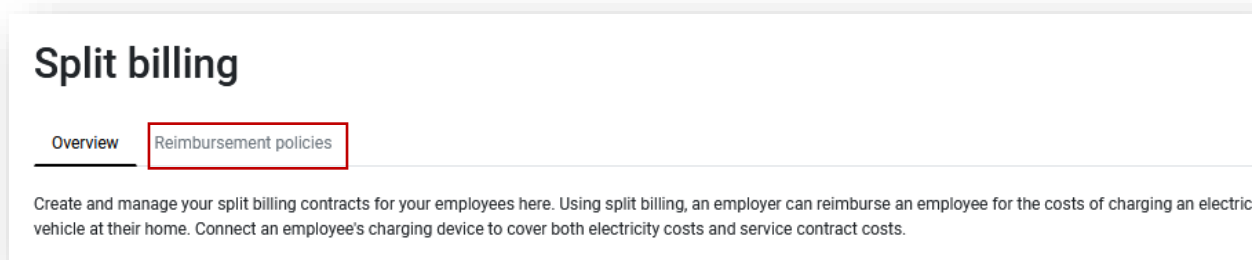 Split billing
Overview Reimbursement policies
Create and manage your split billing contracts for your employees here. Using split billing, an employer can reimburse an employee for the costs of charging an electric
vehicle at their home. Connect an employee's charging device to cover both electricity costs and service contract costs.